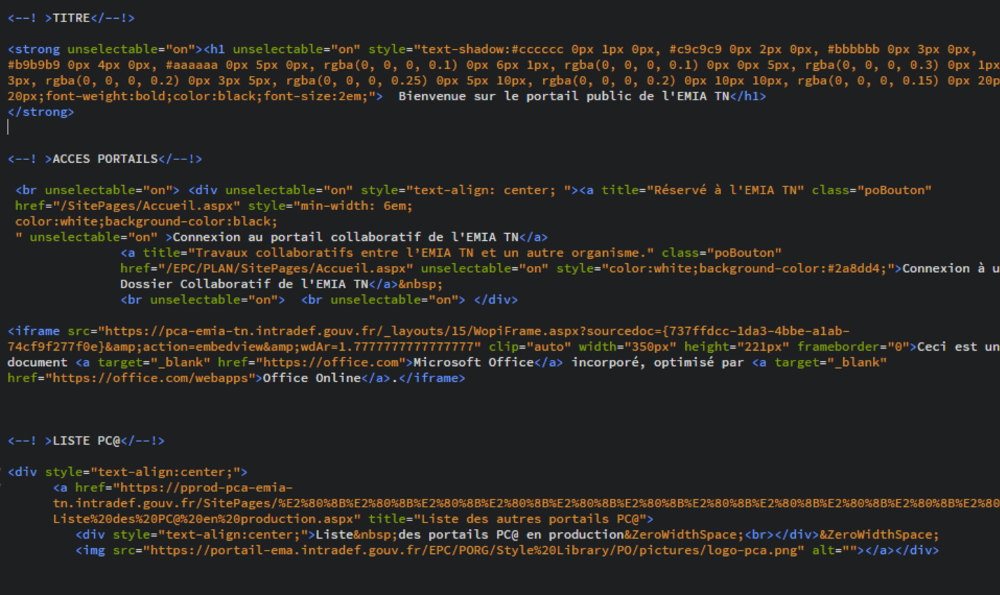 <--! >TITRE</--!>
<strong unselectable="on"><h1 unselectable="on" style="text-shadow:#cccccc 0px 1px 0px, #c9c9c9 0px 2px 0px, #bbbbbb 0px 3px 0px,
#b9b9b9 0px 4px 0px, #aaaaaa 0px 5px 0px, rgba(0, 0, 0, 0.1) 0px 6px 1px, rgba(0, 0, 0, 0.1) 0px 0px 5px, rgba(0, 0, 0, 0.3) 0px 1px
3px, rgba(0, 0, 0, 0.2) 0px 3px 5px, rgba(0, 0, 0, 0.25) 0px 5px 10px, rgba(0, 0, 0, 0.2) 0px 10px 10px, rgba(0, 0, 0, 0.15) 0px 20p
20px;font-weight:bold;color:black;font-size:2em;">  Bienvenue sur le portail public de l'EMIA TN</h1>
</strong>
<--! >ACCES PORTAILS</--!>
<br unselectable="on"> <div unselectable="on" style="text-align: center; "><a title="Réservé à l'EMIA TN" class="poBouton"
href="/SitePages/Accueil.aspx" style="min-width: 6em;
color:white;background-color:black;
" unselectable="on" >Connexion au portail collaboratif de l'EMIA TN</a>
<a title="Travaux collaboratifs entre l’EMIA TN et un autre organisme." class="poBouton"
href="/EPC/PLAN/SitePages/Accueil.aspx" unselectable="on" style="color:white;background-color:#2a8dd4;">Connexion à u
Dossier Collaboratif de l'EMIA TN</a>&nbsp;
<br unselectable="on">  <br unselectable="on"> </div>
<iframe src="https://pca-emia-tn.intradef.gouv.fr/_layouts/15/WopiFrame.aspx?sourcedoc={737ffdcc-1da3-4bbe-a1ab-
74cf9f277f0e}&amp;action=embedview&amp;wdAr=1.7777777777777777" clip="auto" width="350px" height="221px" frameborder="0">Ceci est un
document <a target="_blank" href="https://office.com">Microsoft Office</a> incorporé, optimisé par <a target="_blank"
href="https://office.com/webapps">Office Online</a>.</iframe>
<--! >LISTE PC@</--!>
<div style="text-align:center;">
<a href="https://pprod-pca-emia-
tn.intradef.gouv.fr/SitePages/%E2%80%8B%E2%80%8B%E2%80%8B%E2%80%8B%E2%80%8B%E2%80%8B%E2%80%8B%E2%80%8B%E2%80%8B%E2%80%8B%E2%80
Liste%20des%20PC@%20en%20production.aspx" title="Liste des autres portails PC@">
<div style="text-align:center;">Liste&nbsp;des portails PC@ en production&ZeroWidthSpace;<br></div>&ZeroWidthSpace;
<img src="https://portail-ema.intradef.gouv.fr/EPC/PORG/Style%20Library/PO/pictures/logo-pca.png" alt=""></a></div>